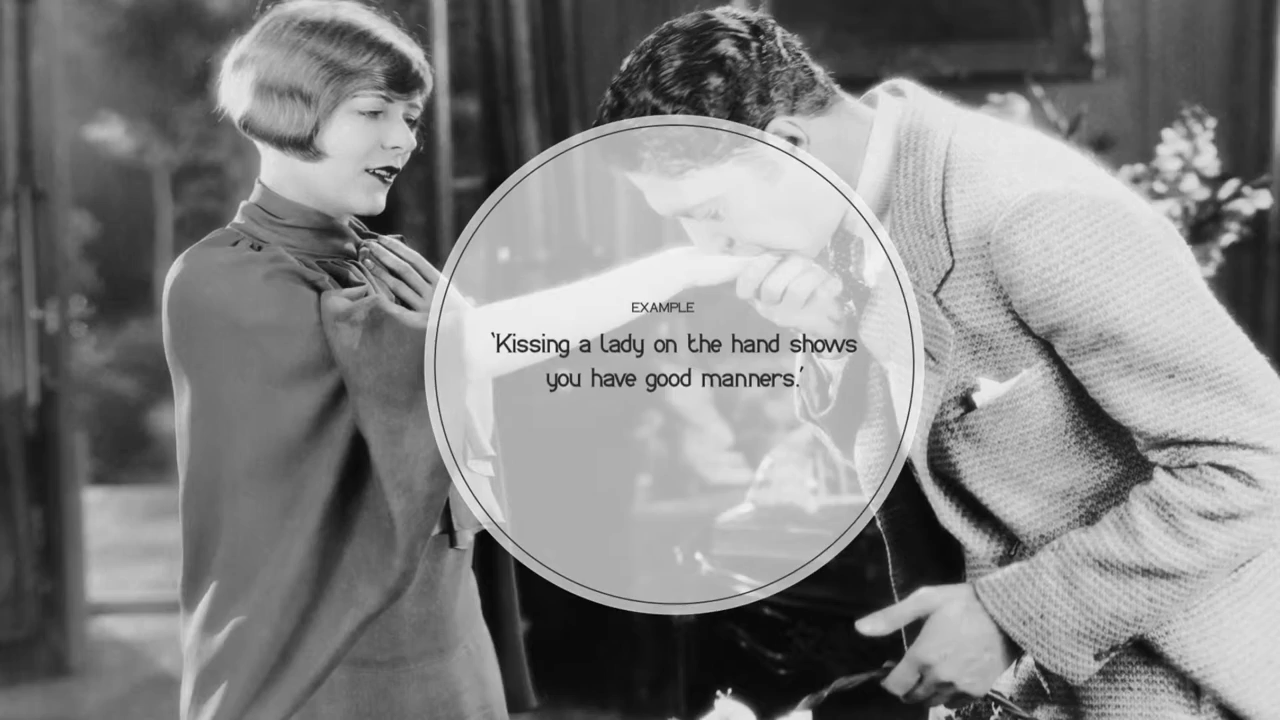 EXAMPLE
‘Kissing a lady on the hand shows
you have good manners.’